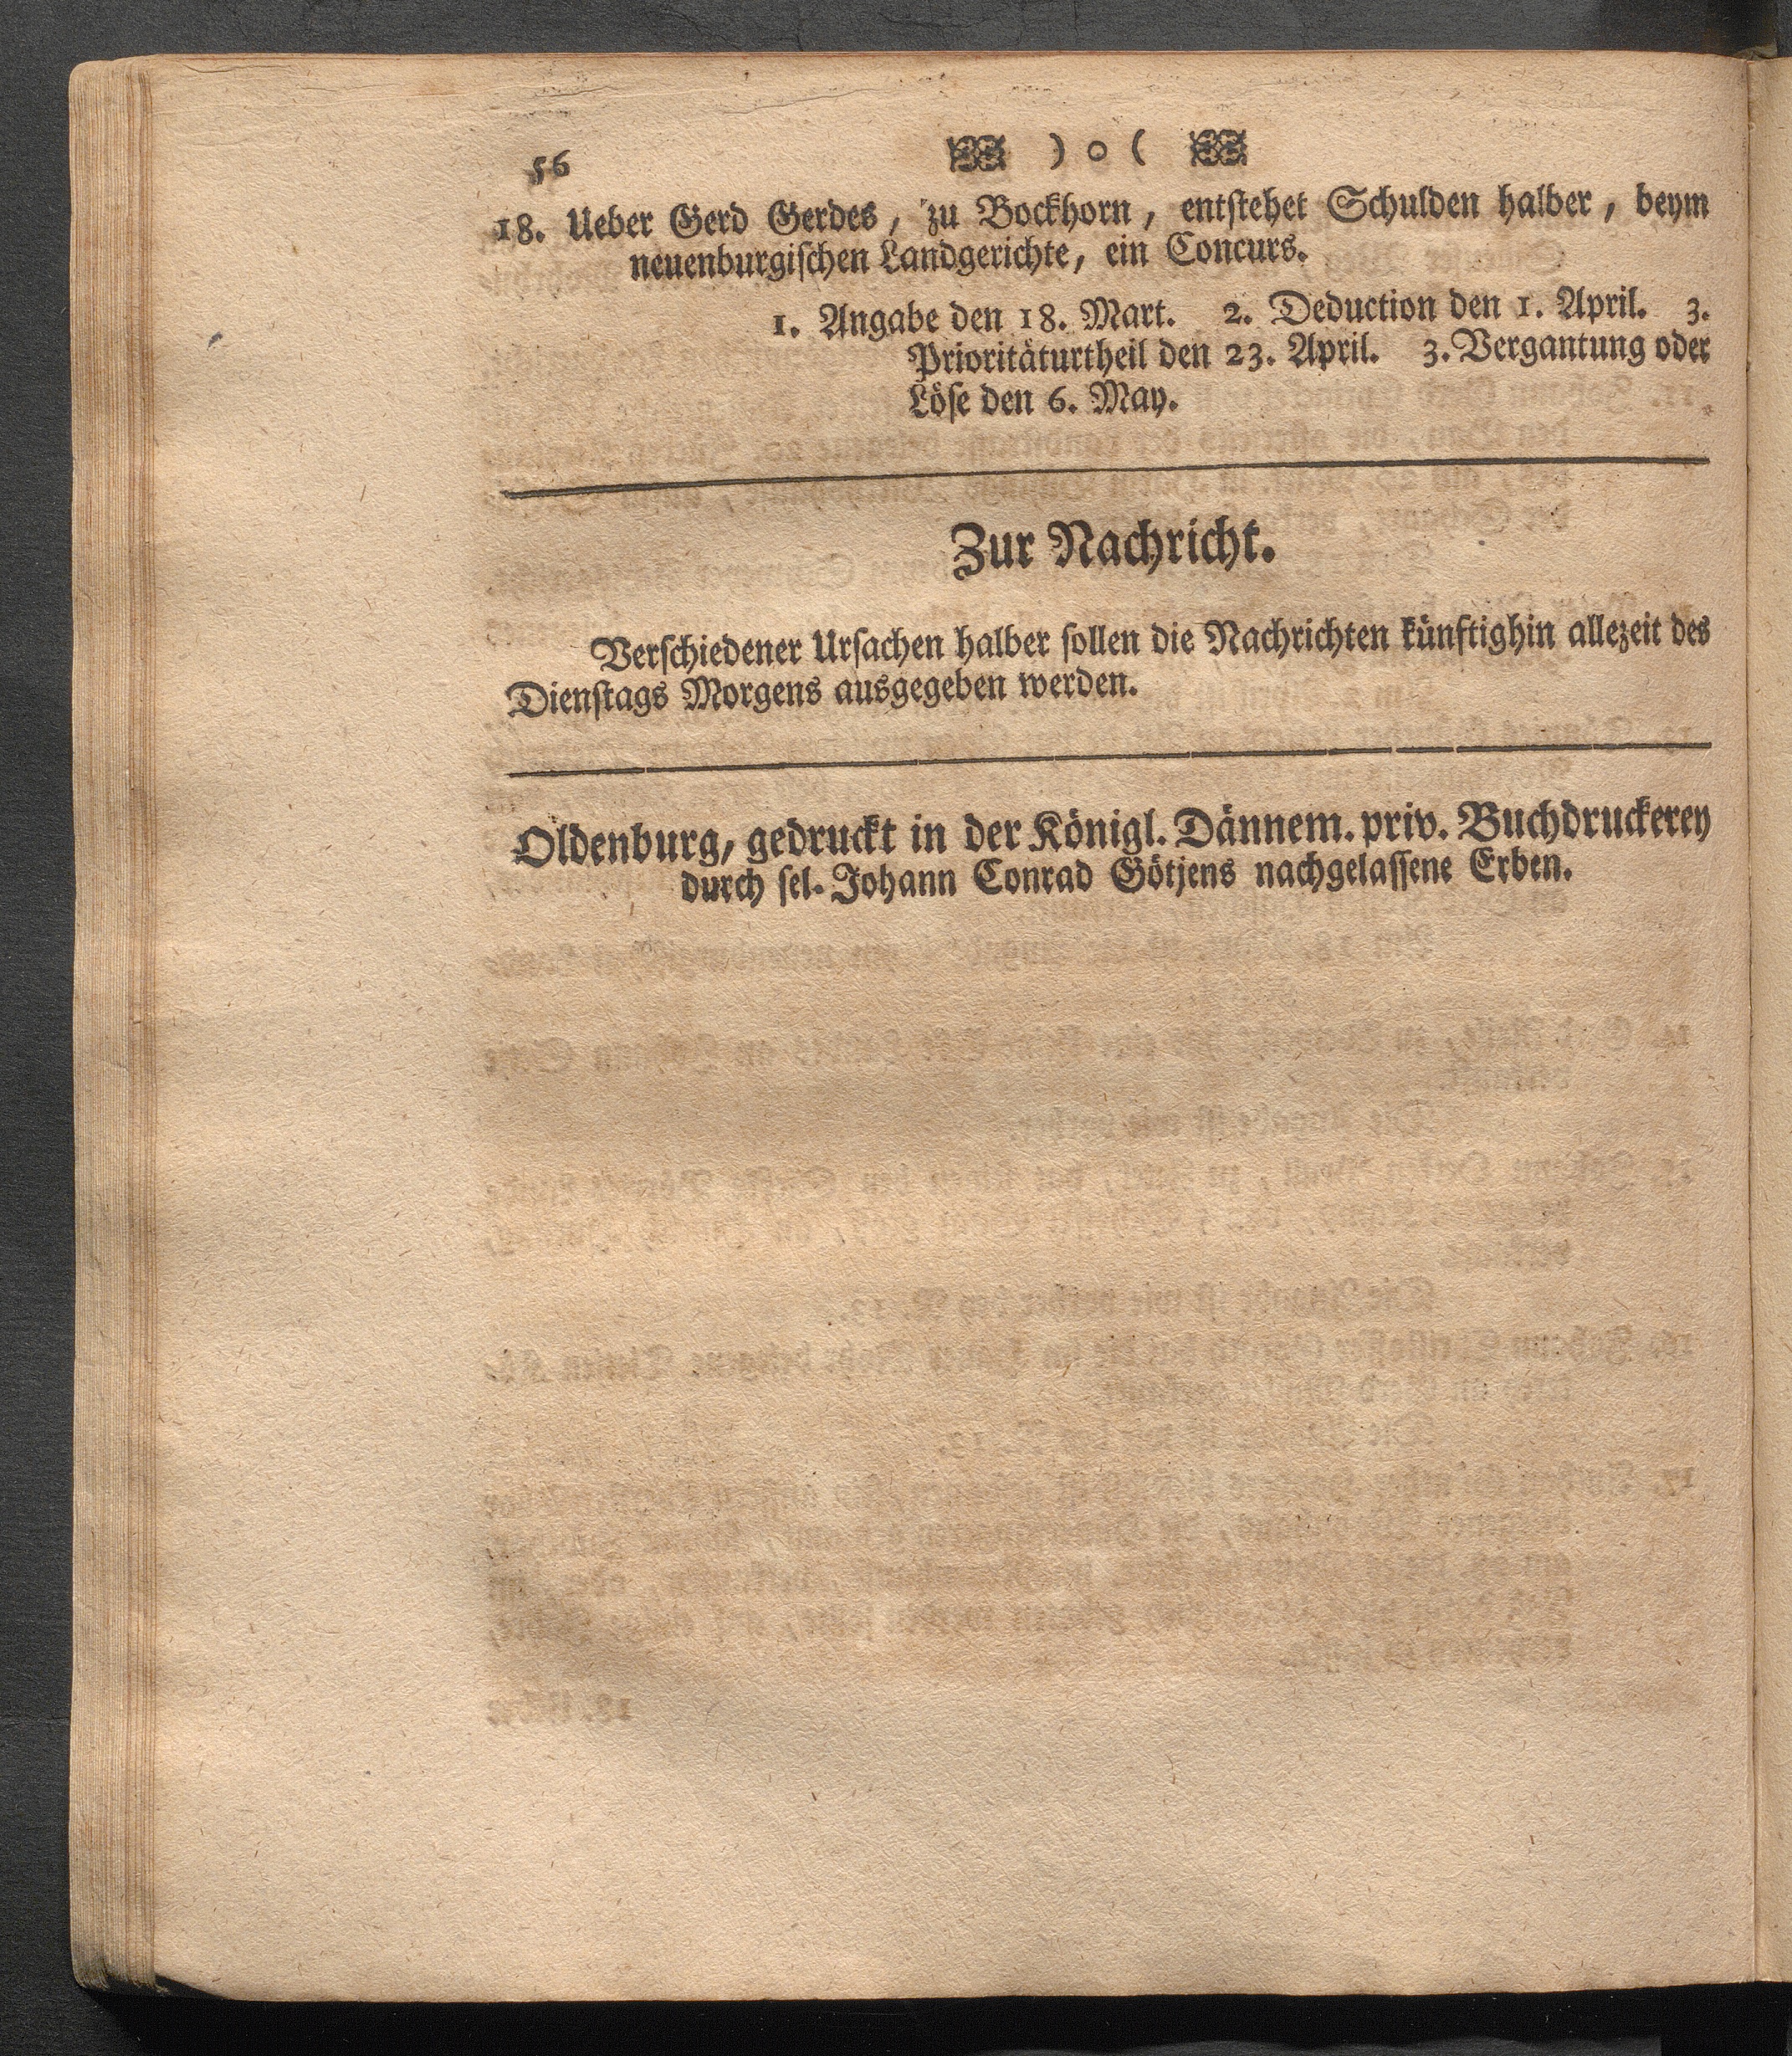 56 ) o (
18. Ueber Gerd Gerdes, zu Bockhorn, entstehet Schulden halber, beym
neuenburgischen Landgerichte, ein Concurs.
1. Angabe den 18. Mart. 2. Deduction den 1. April. 3.
Prioritäturtheil den 23. April. 3. Vergantung oder
Löse den 6. May.
Zur Nachricht.
Verschiedener Ursachen halber sollen die Nachrichten künftighin allezeit des
Dienstags Morgens ausgegeben werden.
Oldenburg, gedruckt in der Königl. Dännem. priv. Buchdruckerey
durch sel. Johann Conrad Götjens nachgelassene Erben.